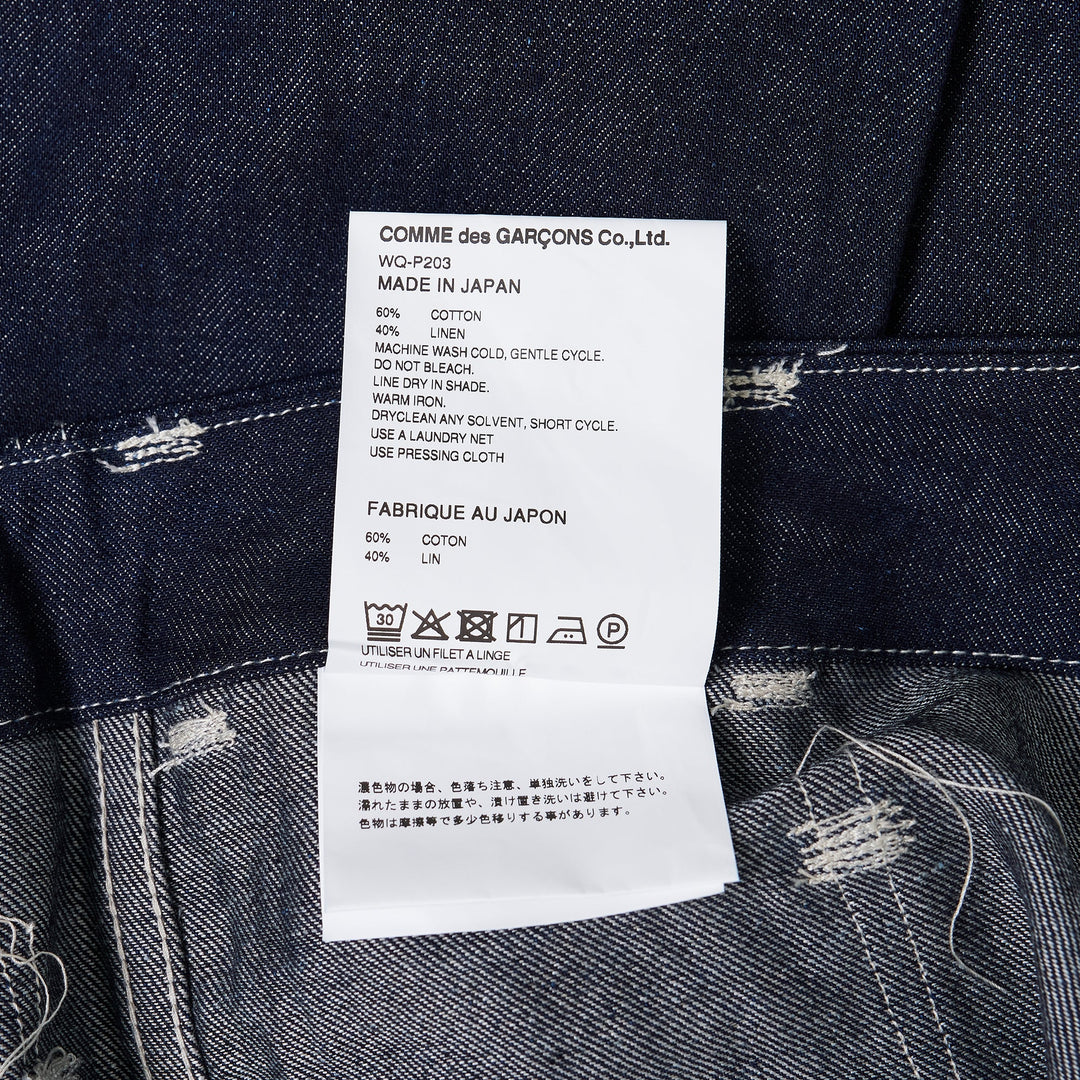 COMME des GARÇONS Co.,Ltd.
WQ-P203
MADE IN JAPAN
60% COTTON
40% LINEN
MACHINE WASH COLD, GENTLE CYCLE.
DO NOT BLEACH.
LINE DRY IN SHADE.
WARM IRON.
DRYCLEAN ANY SOLVENT, SHORT CYCLE.
USE A LAUNDRY NET
USE PRESSING CLOTH
FABRIQUE AU JAPON
60% COTON
40% LIN
30 P
UTILISER UN FILET A LINGE
UTILISER UNE PATTEMOUILLE
濃色物の場合、色落ち注意、単独洗いをして下さい。
濡れたままの放置や、漬け置き洗いは避けて下さい。
色物は摩擦等で多少色移りする事があります。